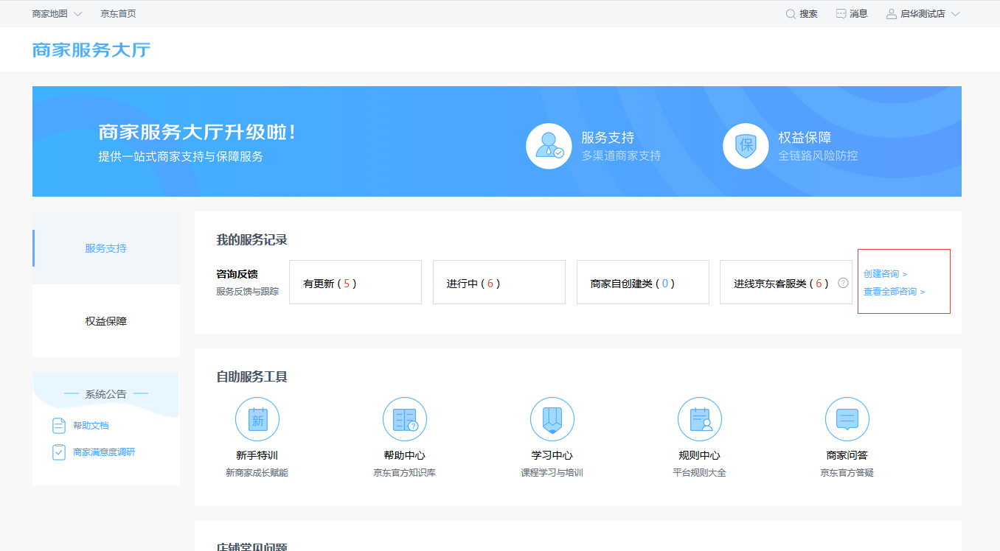 商家地图 京东首页 搜索 消息 启华测试店
商家服务大厅
商家服务大厅升级啦!
提供一站式商家支持与保障服务
服务支持
多渠道商家支持
保
权益保障
全链路风险防控
服务支持
权益保障
系统公告
帮助文档
商家满意度调研
我的服务记录
咨询反馈
服务反馈与跟踪
有更新 ( 5 )
进行中 ( 6 )
商家自创建类 ( 0 )
进线京东客服类 ( 6 ) ?
创建咨询 >
查看全部咨询 >
自助服务工具
新
新手特训
新商家成长赋能
?
帮助中心
京东官方知识库
学习中心
课程学习与培训
规则中心
平台规则大全
商家问答
京东官方答疑
店铺常见问题